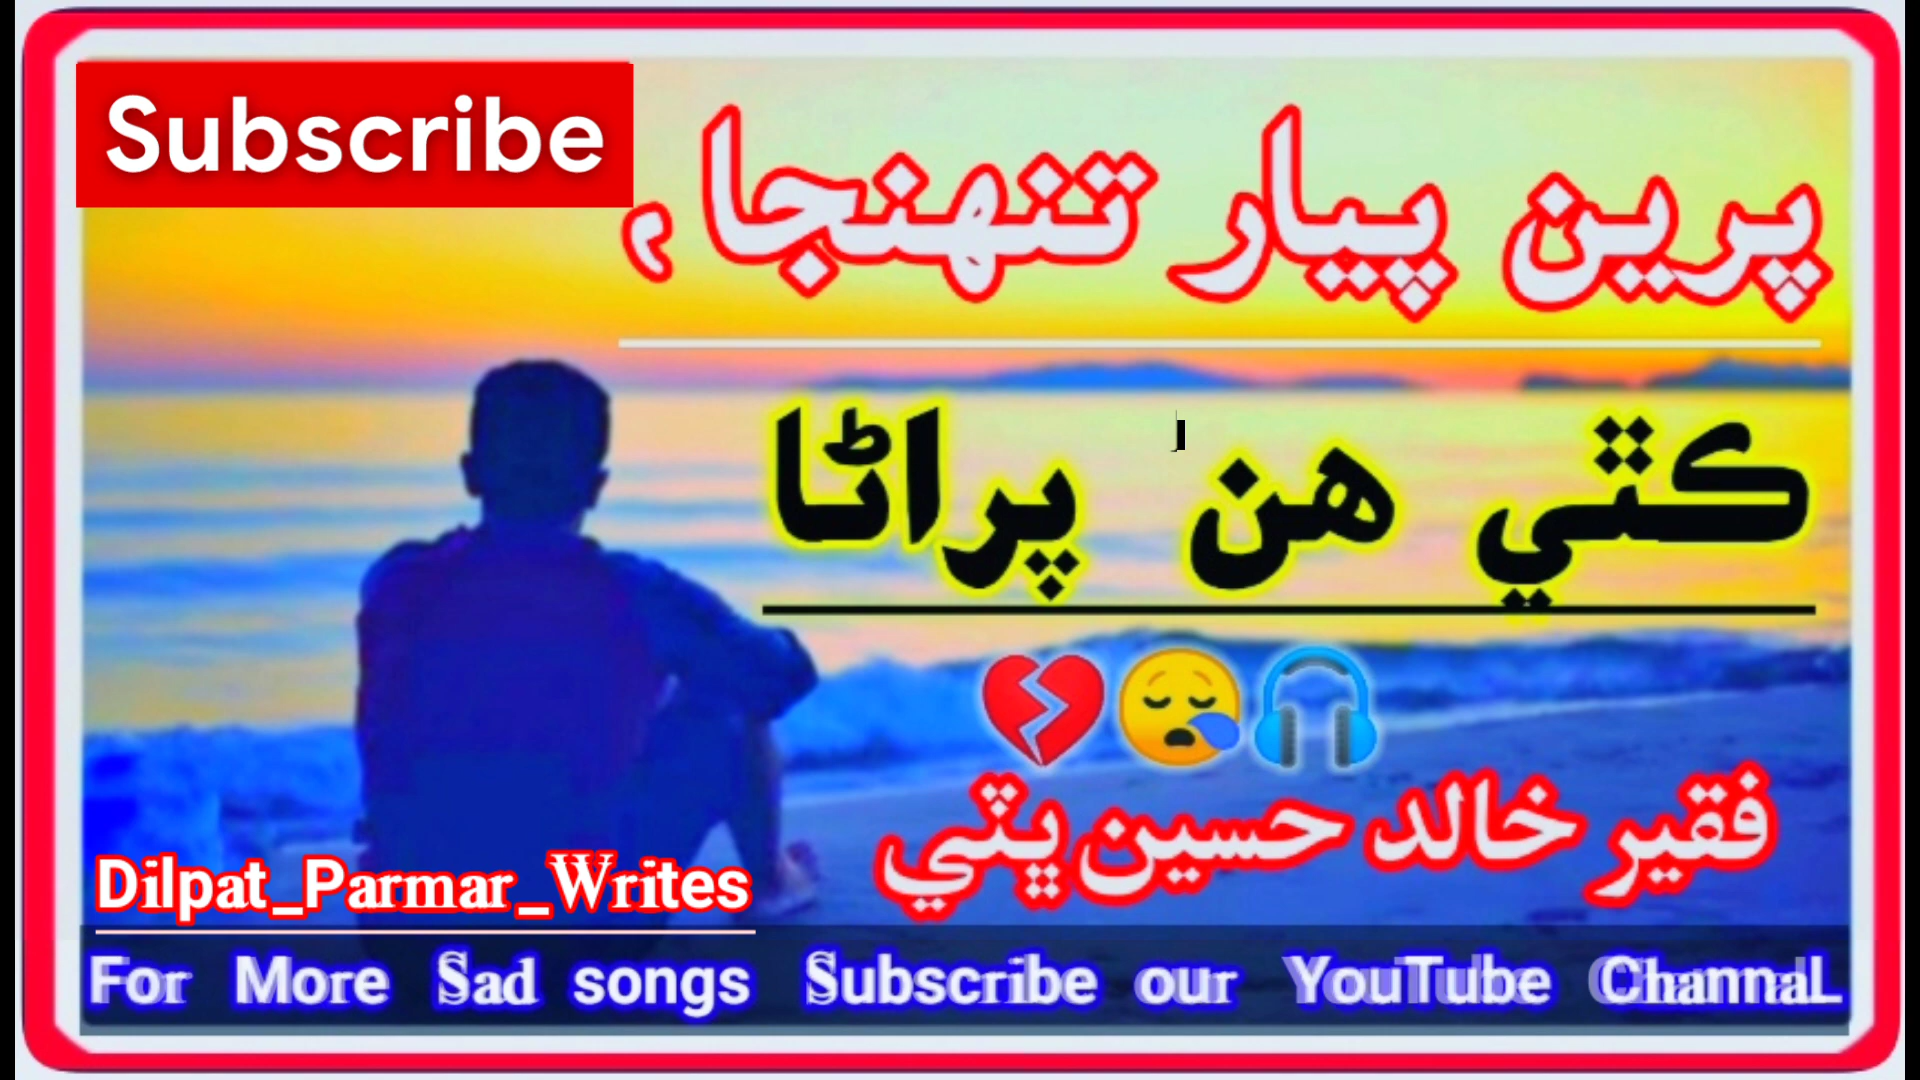 Subscribe
پرين پيار تنهنجا ,
ڪٿي هن پراڻا
فقير خالد حسين ڀٽي
Dilpat_Parmar_Writes
For More Sad songs Subscribe our YouTube ChannaL